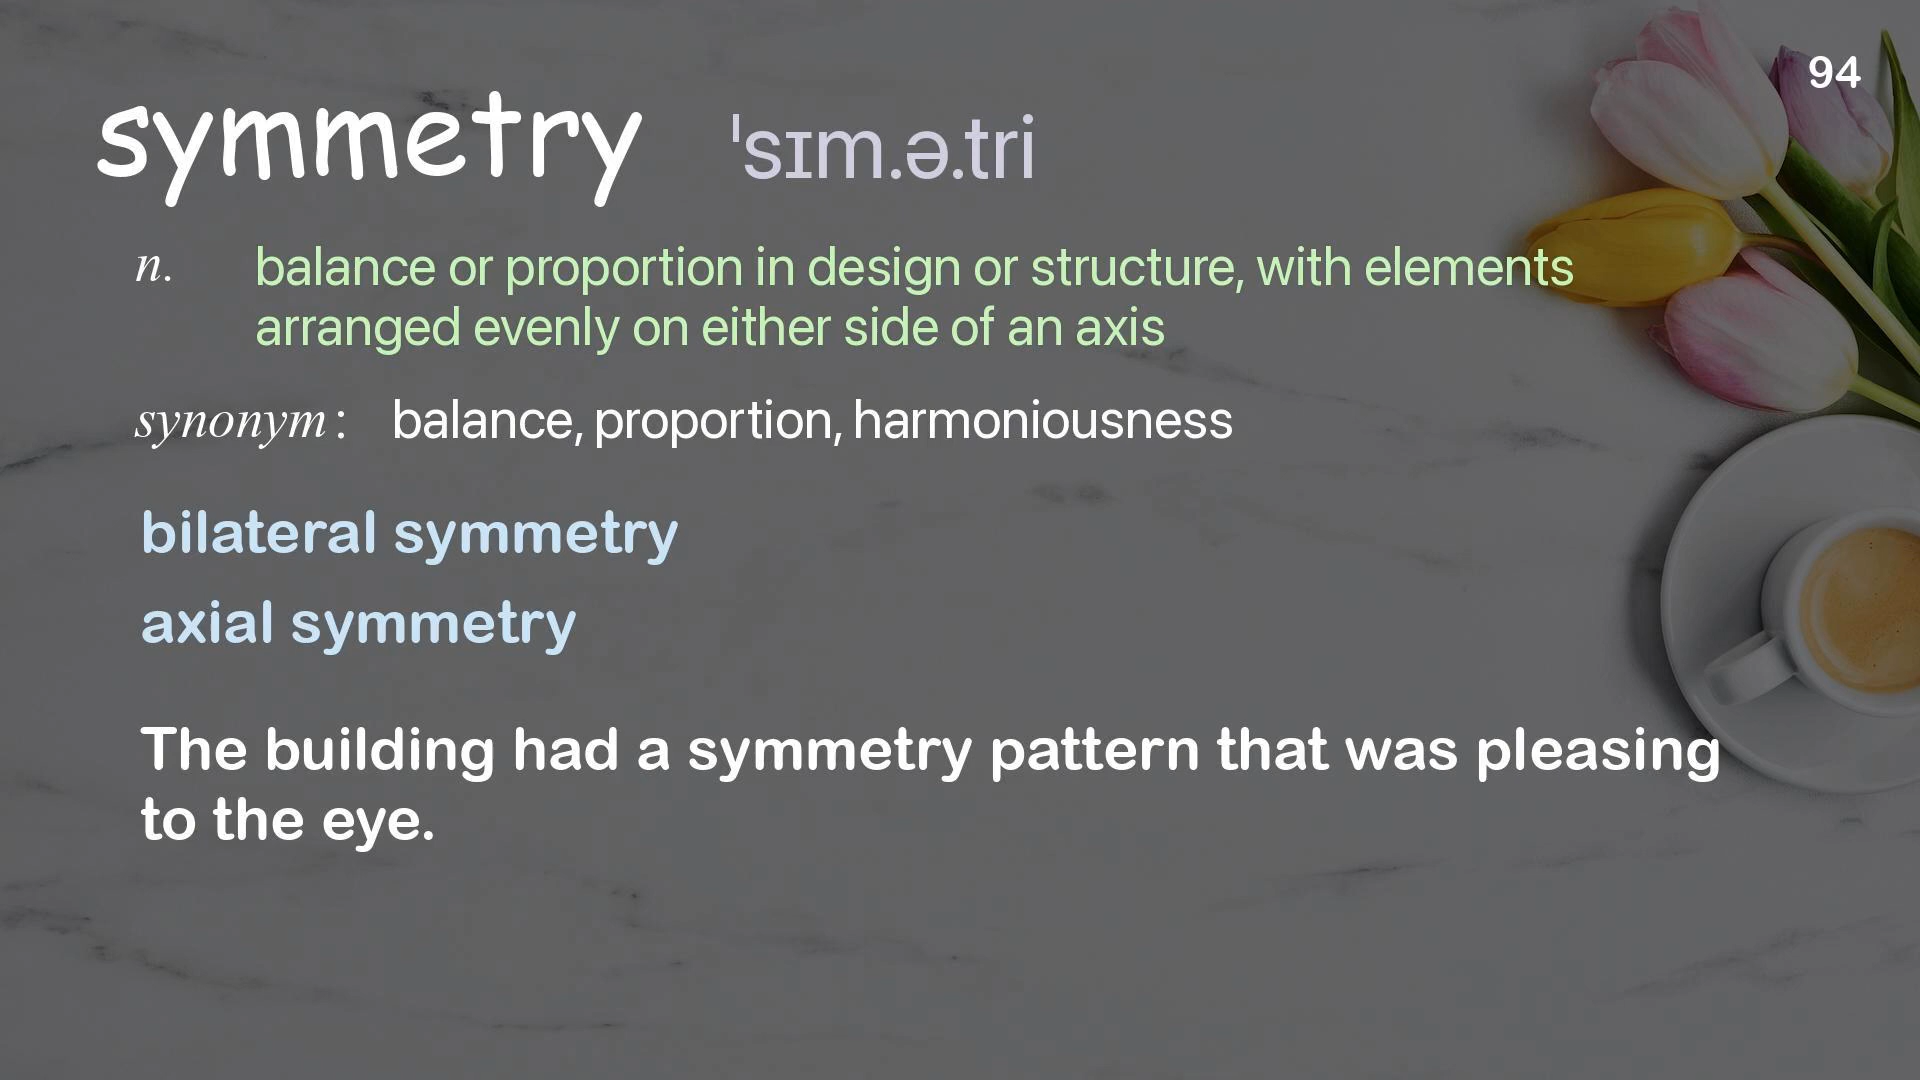 94
symmetry ˈsɪm.ə.tri
n. balance or proportion in design or structure, with elements
arranged evenly on either side of an axis
synonym : balance, proportion, harmoniousness
bilateral symmetry
axial symmetry
The building had a symmetry pattern that was pleasing
to the eye.